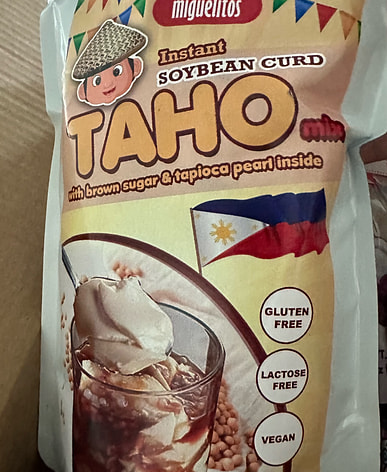 miguelitos
Instant
SOYBEAN CURD
TAHO
mix
with brown sugar & tapioca pearl inside
GLUTEN
FREE
LACTOSE
FREE
VEGAN